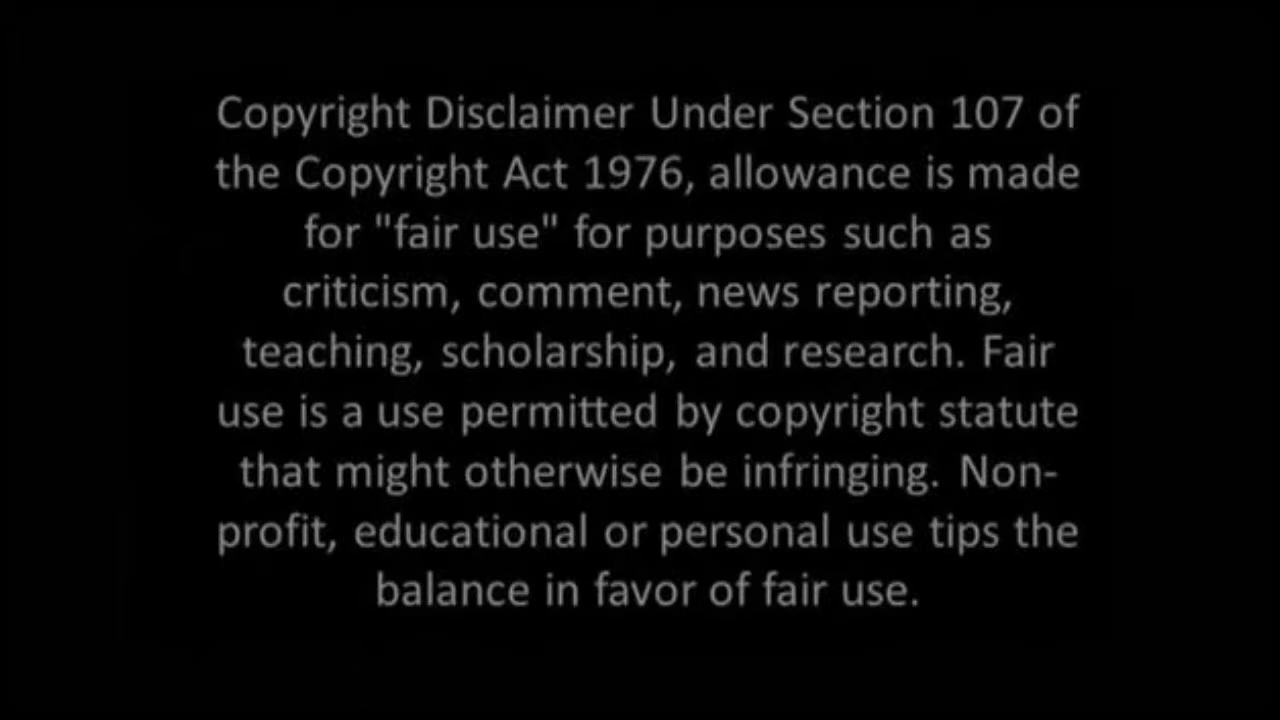 Copyright Disclaimer Under Section 107 of
the Copyright Act 1976, allowance is made
for "fair use" for purposes such as
criticism, comment, news reporting,
teaching, scholarship, and research. Fair
use is a use permitted by copyright statute
that might otherwise be infringing. Non-
profit, educational or personal use tips the
balance in favor of fair use.